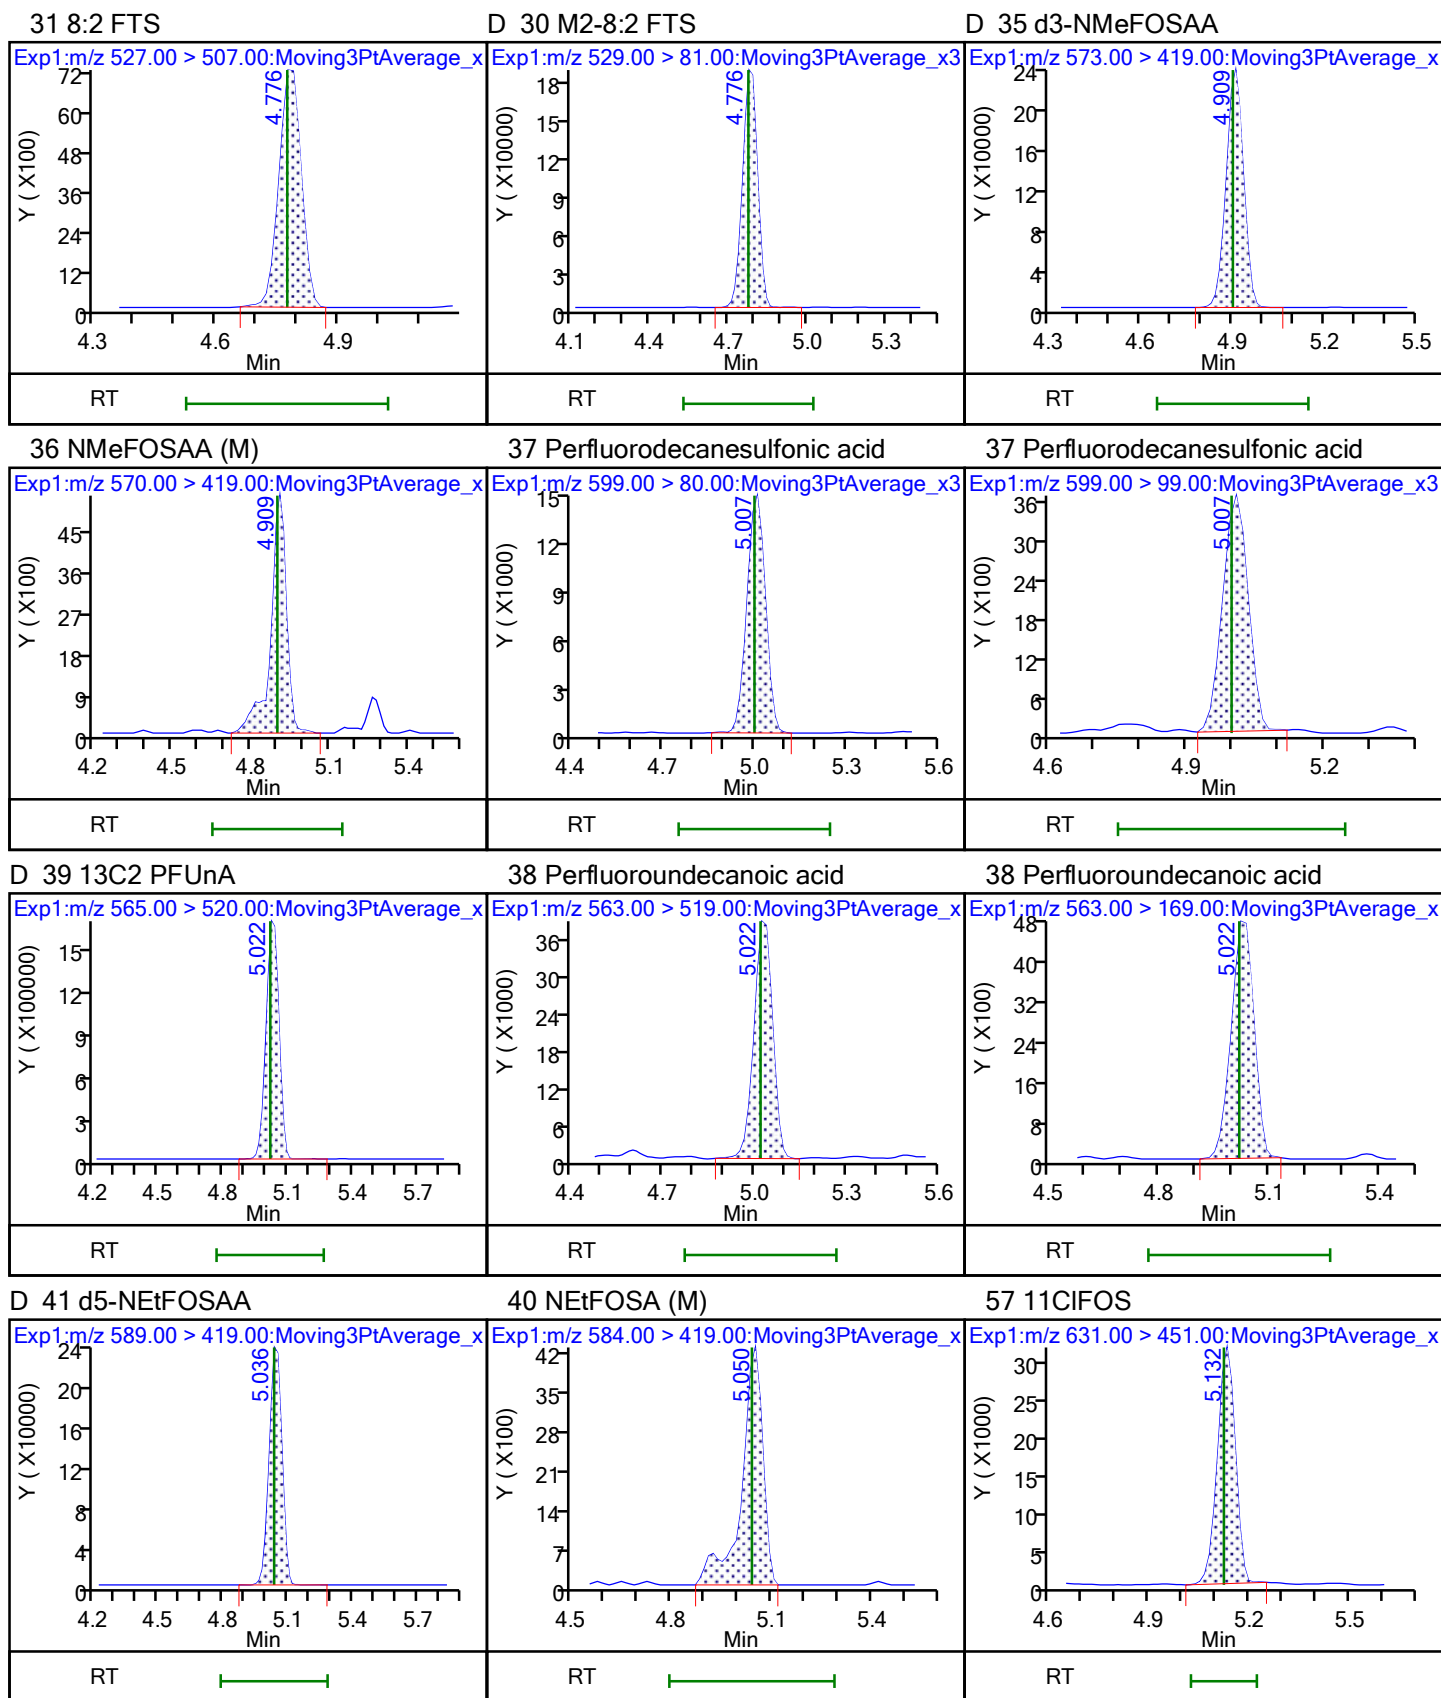 31 8:2 FTS
Exp1:m/z 527.00 > 507.00:Moving3PtAverage_x
4.776
Y ( X100)
72
60
48
36
24
12
0
4.3 4.6 4.9
Min
RT
D 30 M2-8:2 FTS
Exp1:m/z 529.00 > 81.00:Moving3PtAverage_x3
4.776
Y ( X10000)
18
15
12
9
6
3
0
4.1 4.4 4.7 5.0 5.3
Min
RT
D 35 d3-NMeFOSAA
Exp1:m/z 573.00 > 419.00:Moving3PtAverage_x
4.909
Y ( X10000)
24
20
16
12
8
4
0
4.3 4.6 4.9 5.2 5.5
Min
RT
36 NMeFOSAA (M)
Exp1:m/z 570.00 > 419.00:Moving3PtAverage_x
4.909
Y ( X100)
45
36
27
18
9
0
4.2 4.5 4.8 5.1 5.4
Min
RT
37 Perfluorodecanesulfonic acid
Exp1:m/z 599.00 > 80.00:Moving3PtAverage_x3
5.007
Y ( X1000)
15
12
9
6
3
0
4.4 4.7 5.0 5.3 5.6
Min
RT
37 Perfluorodecanesulfonic acid
Exp1:m/z 599.00 > 99.00:Moving3PtAverage_x3
5.007
Y ( X100)
36
30
24
18
12
6
0
4.6 4.9 5.2
Min
RT
D 39 13C2 PFUnA
Exp1:m/z 565.00 > 520.00:Moving3PtAverage_x
5.022
Y ( X100000)
15
12
9
6
3
0
4.2 4.5 4.8 5.1 5.4 5.7
Min
RT
38 Perfluoroundecanoic acid
Exp1:m/z 563.00 > 519.00:Moving3PtAverage_x
5.022
Y ( X1000)
36
30
24
18
12
6
0
4.4 4.7 5.0 5.3 5.6
Min
RT
38 Perfluoroundecanoic acid
Exp1:m/z 563.00 > 169.00:Moving3PtAverage_x
5.022
Y ( X100)
48
40
32
24
16
8
0
4.5 4.8 5.1 5.4
Min
RT
D 41 d5-NEtFOSAA
Exp1:m/z 589.00 > 419.00:Moving3PtAverage_x
5.036
Y ( X10000)
24
20
16
12
8
4
0
4.2 4.5 4.8 5.1 5.4 5.7
Min
RT
40 NEtFOSA (M)
Exp1:m/z 584.00 > 419.00:Moving3PtAverage_x
5.050
Y ( X100)
42
35
28
21
14
7
0
4.5 4.8 5.1 5.4
Min
RT
57 11ClFOS
Exp1:m/z 631.00 > 451.00:Moving3PtAverage_x
5.132
Y ( X1000)
30
25
20
15
10
5
0
4.6 4.9 5.2 5.5
Min
RT